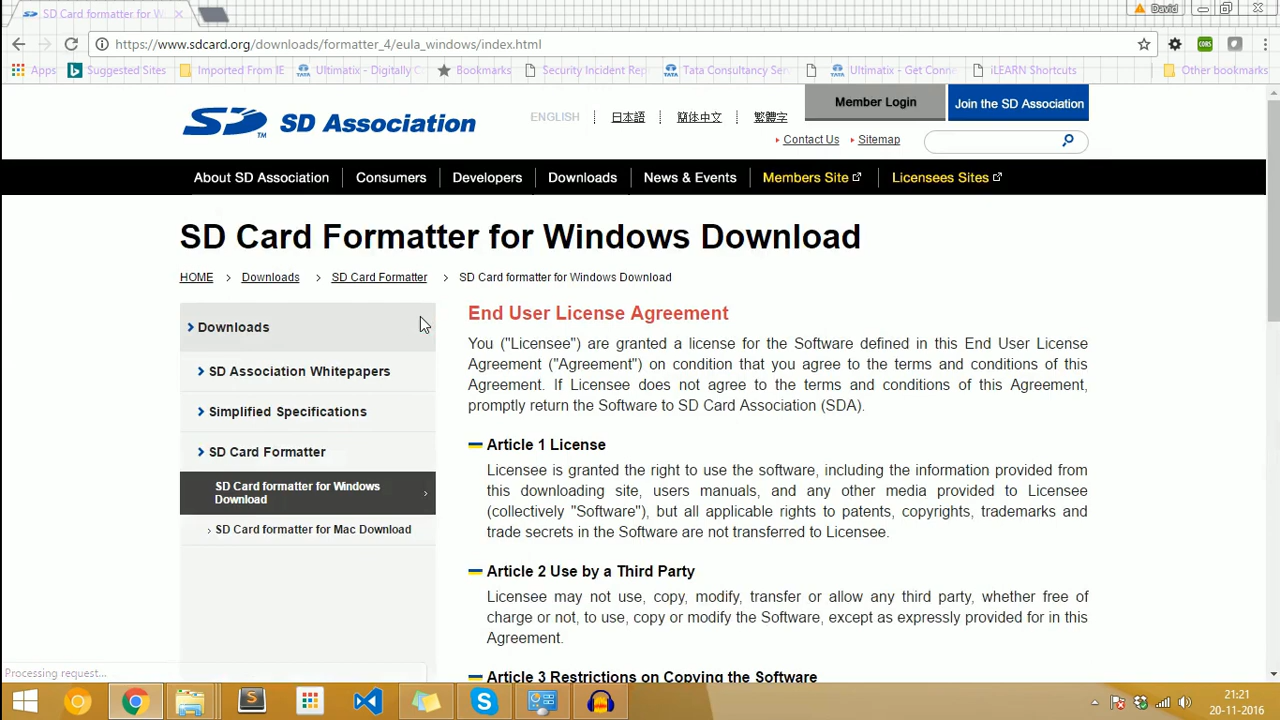 SD Card formatter for W
David
https://www.sdcard.org/downloads/formatter_4/eula_windows/index.html
Apps Suggested Sites Imported From IE Ultimatix - Digitally C Bookmarks Security Incident Rep Tata Consultancy Ser Ultimatix - Get Conne iLEARN Shortcuts Other bookmarks
SD Association
ENGLISH 日本語 簡体中文 繁體字
Member Login
Join the SD Association
Contact Us Sitemap
About SD Association Consumers Developers Downloads News & Events Members Site Licensees Sites
SD Card Formatter for Windows Download
HOME > Downloads > SD Card Formatter > SD Card formatter for Windows Download
Downloads
SD Association Whitepapers
Simplified Specifications
SD Card Formatter
SD Card formatter for Windows
Download
SD Card formatter for Mac Download
End User License Agreement
You ("Licensee") are granted a license for the Software defined in this End User License
Agreement ("Agreement") on condition that you agree to the terms and conditions of this
Agreement. If Licensee does not agree to the terms and conditions of this Agreement,
promptly return the Software to SD Card Association (SDA).
Article 1 License
Licensee is granted the right to use the software, including the information provided from
this downloading site, users manuals, and any other media provided to Licensee
(collectively "Software"), but all applicable rights to patents, copyrights, trademarks and
trade secrets in the Software are not transferred to Licensee.
Article 2 Use by a Third Party
Licensee may not use, copy, modify, transfer or allow any third party, whether free of
charge or not, to use, copy or modify the Software, except as expressly provided for in this
Agreement.
Article 3 Restrictions on Copying the Software
Processing request...
21:21
20-11-2016